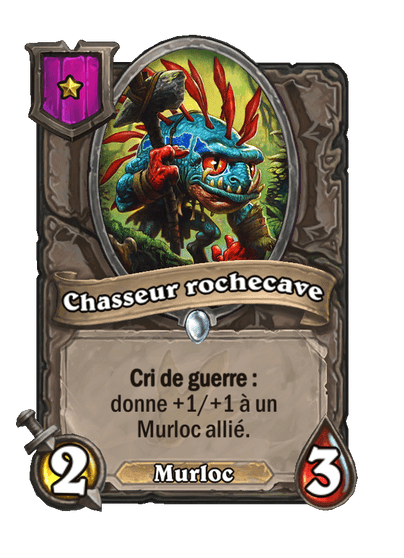 Chasseur rochecave
Cri de guerre :
donne +1/+1 à un
Murloc allié.
2
Murloc
3